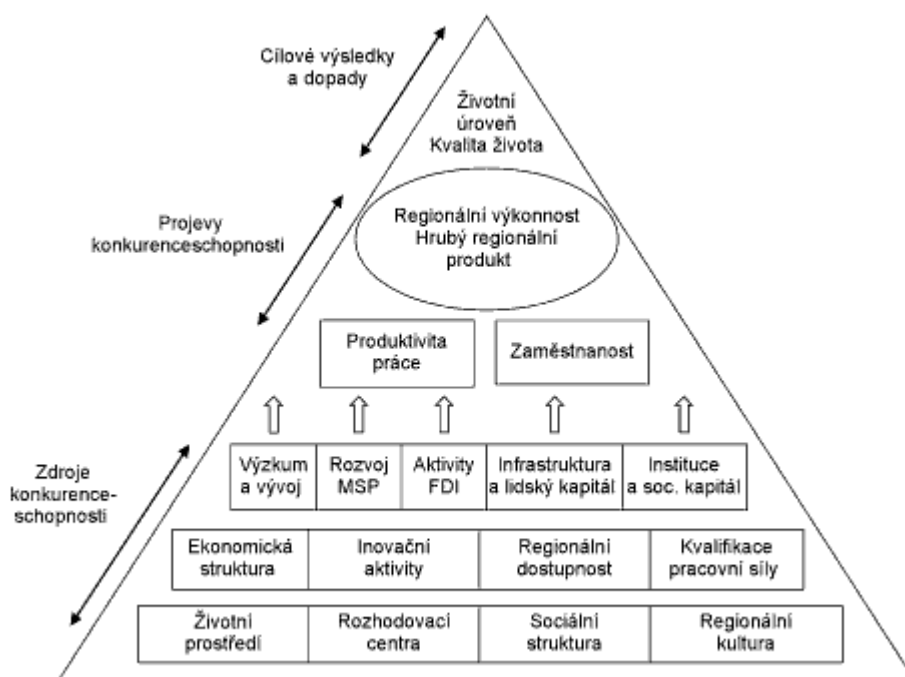 Cílové výsledky
a dopady
Životní
úroveň
Kvalita života
Projevy
konkurenceschopnosti
Regionální výkonnost
Hrubý regionální
produkt
Produktivita
práce
Zaměstnanost
Zdroje
konkurence-
schopnosti
Výzkum
a vývoj
Rozvoj
MSP
Aktivity
FDI
Infrastruktura
a lidský kapitál
Instituce
a soc. kapitál
Ekonomická
struktura
Inovační
aktivity
Regionální
dostupnost
Kvalifikace
pracovní síly
Životní
prostředí
Rozhodovací
centra
Sociální
struktura
Regionální
kultura